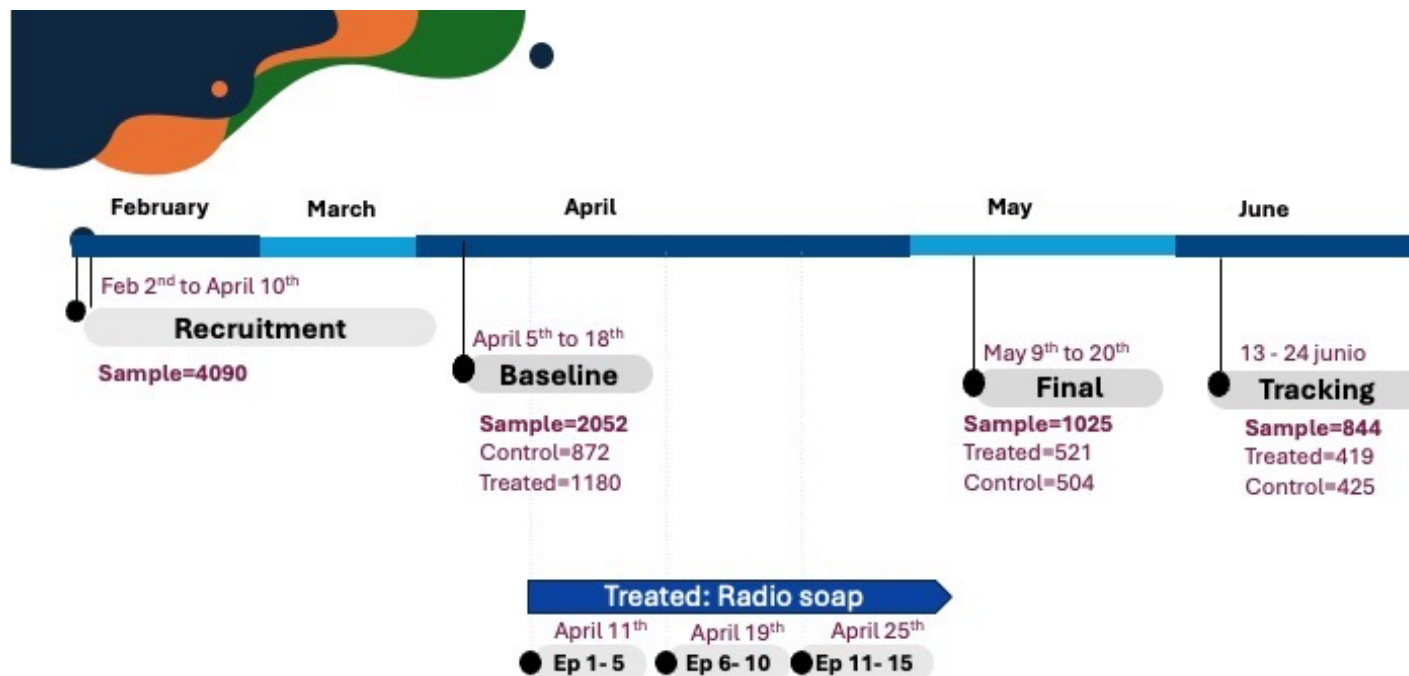 February
March
April
May
June
Feb 2nd to April 10th
Recruitment
Sample=4090
April 5th to 18th
Baseline
Sample=2052
Control=872
Treated=1180
May 9th to 20th
Final
Sample=1025
Treated=521
Control=504
13 - 24 junio
Tracking
Sample=844
Treated=419
Control=425
Treated: Radio soap
April 11th
April 19th
April 25th
Ep 1- 5
Ep 6- 10
Ep 11- 15